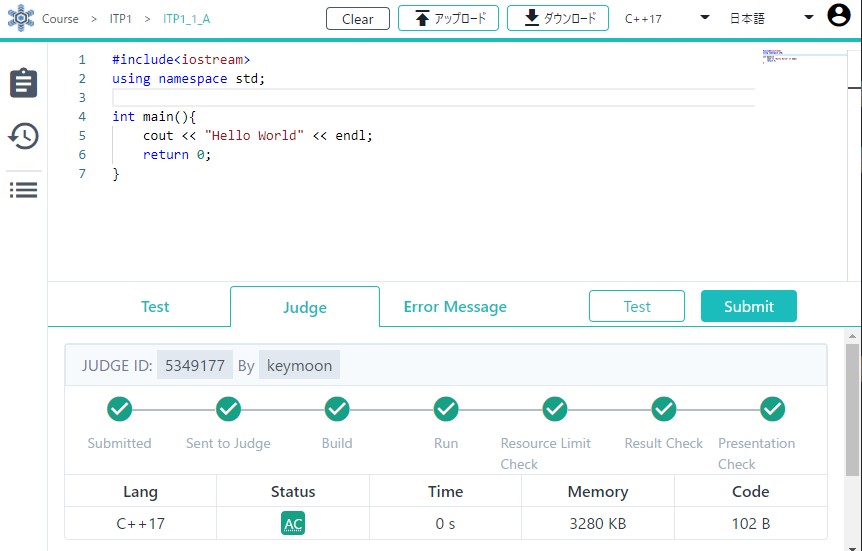 Course > ITP1 > ITP1_1_A Clear アップロード ダウンロード C++17 日本語
1 #include<iostream>
2 using namespace std;
3
4 int main(){
5 cout << "Hello World" << endl;
6 return 0;
7 }
Test Judge Error Message Test Submit
JUDGE ID: 5349177 By keymoon
Submitted Sent to Judge Build Run Resource Limit Check Result Check Presentation Check
Lang Status Time Memory Code
C++17 AC 0 s 3280 KB 102 B